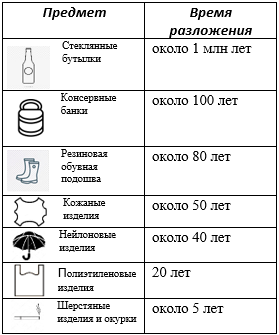 Предмет
Время
разложения
Стеклянные
бутылки
около 1 млн лет
Консервные
банки
около 100 лет
Резиновая
обувная
подошва
около 80 лет
Кожаные
изделия
около 50 лет
Нейлоновые
изделия
около 40 лет
Полиэтиленовые
изделия
20 лет
Шерстяные
изделия и окурки
около 5 лет